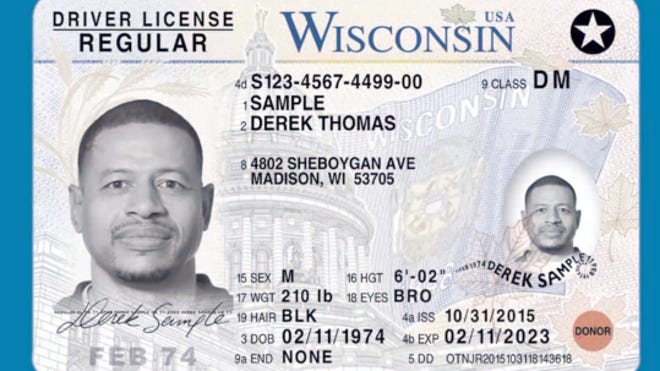 DRIVER LICENSE
REGULAR
WISCONSIN USA
4d S123-4567-4499-00
9 CLASS D M
1 SAMPLE
2 DEREK THOMAS
8 4802 SHEBOYGAN AVE
MADISON, WI 53705
WISCONSIN
15 SEX M 16 HGT 6'-02"
17 WGT 210 lb 18 EYES BRO
19 HAIR BLK 4a ISS 10/31/2015
3 DOB 02/11/1974 4b EXP 02/11/2023
9a END NONE 5 DD OTNJR2015103118143618
Derek Sample
FEB 74
DEREK SAMPLE
DONOR